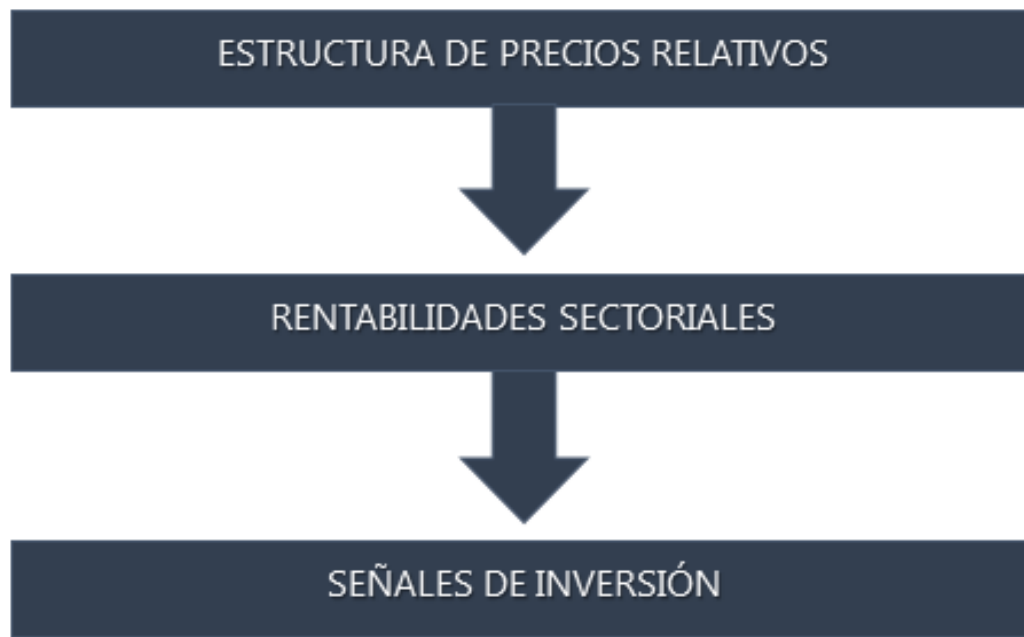 ESTRUCTURA DE PRECIOS RELATIVOS
RENTABILIDADES SECTORIALES
SEÑALES DE INVERSIÓN